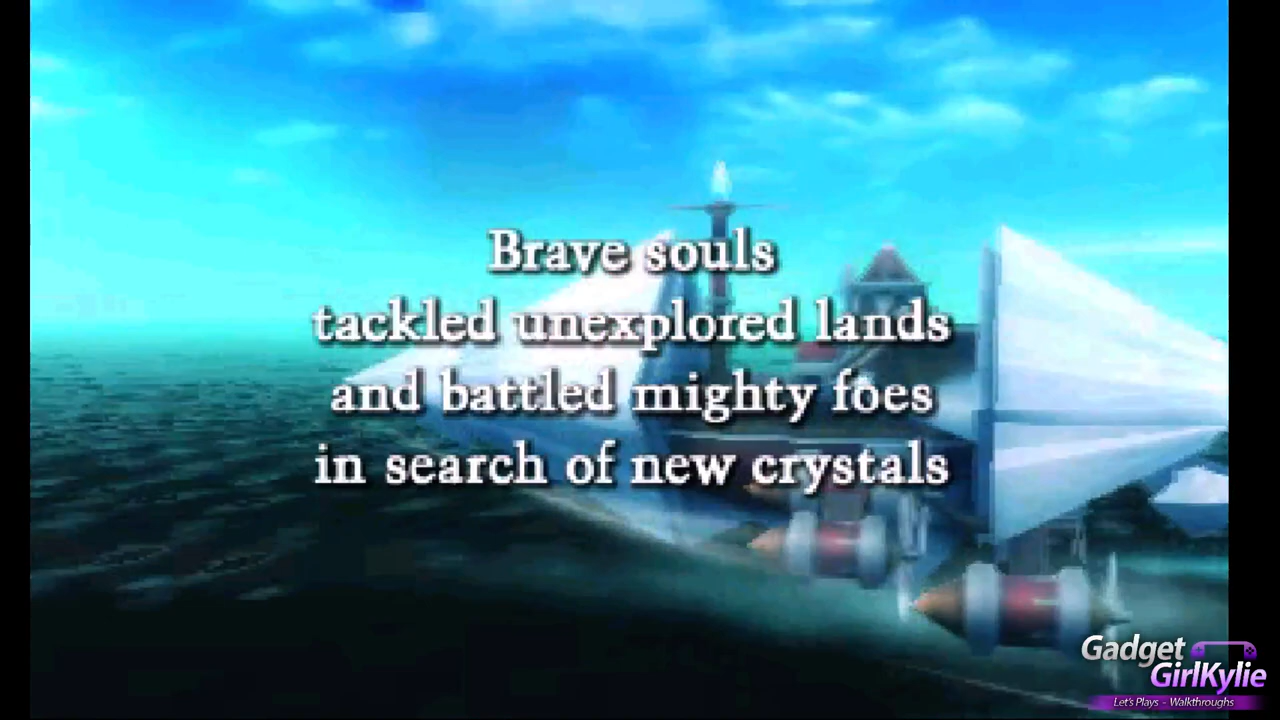 Brave souls
tackled unexplored lands
and battled mighty foes
in search of new crystals
Gadget
GirlKylie
Let's Plays - Walkthroughs